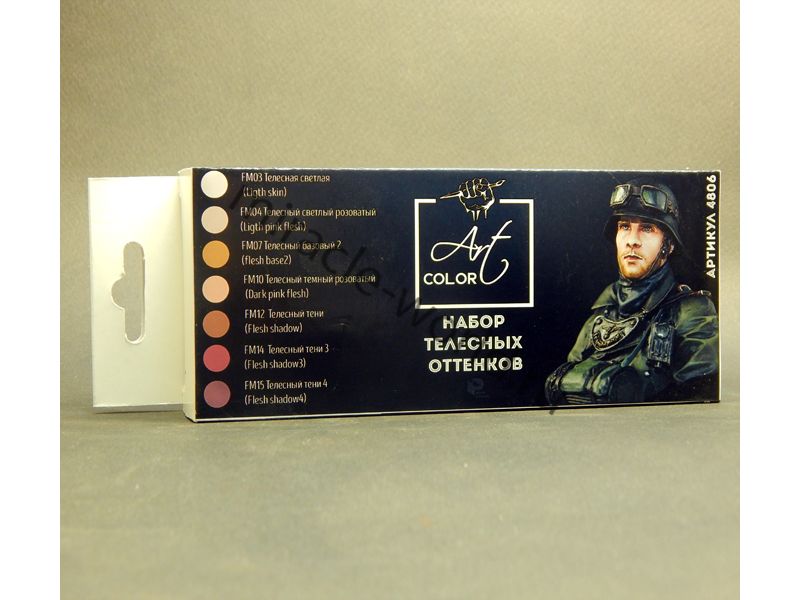 FM03 Телесная светлая
(Ligth skin)
FM04 Телесный светлый розоватый
(Ligth pink flesh)
FM07 Телесный базовый 2
(flesh base2)
FM10 Телесный темный розоватый
(Dark pink flesh)
FM12 Телесный тени
(Flesh shadow)
FM14 Телесный тени 3
(Flesh shadow3)
FM15 Телесный тени 4
(Flesh shadow4)
Art
COLOR
НАБОР
ТЕЛЕСНЫХ
ОТТЕНКОВ
АРТИКУЛ 4806